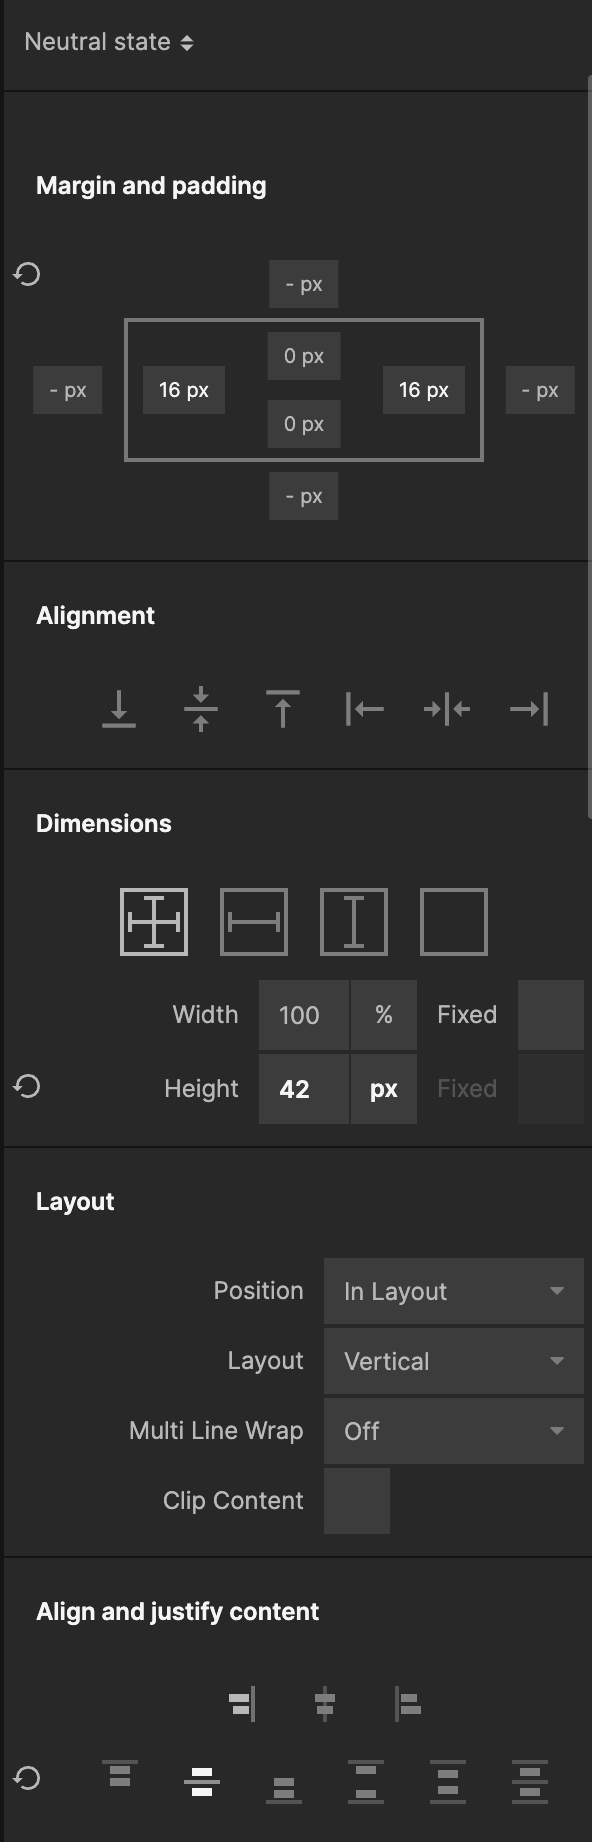 Neutral state
Margin and padding
- px
0 px
- px 16 px 16 px - px
0 px
- px
Alignment
Dimensions
Width 100 % Fixed
Height 42 px Fixed
Layout
Position In Layout
Layout Vertical
Multi Line Wrap Off
Clip Content
Align and justify content